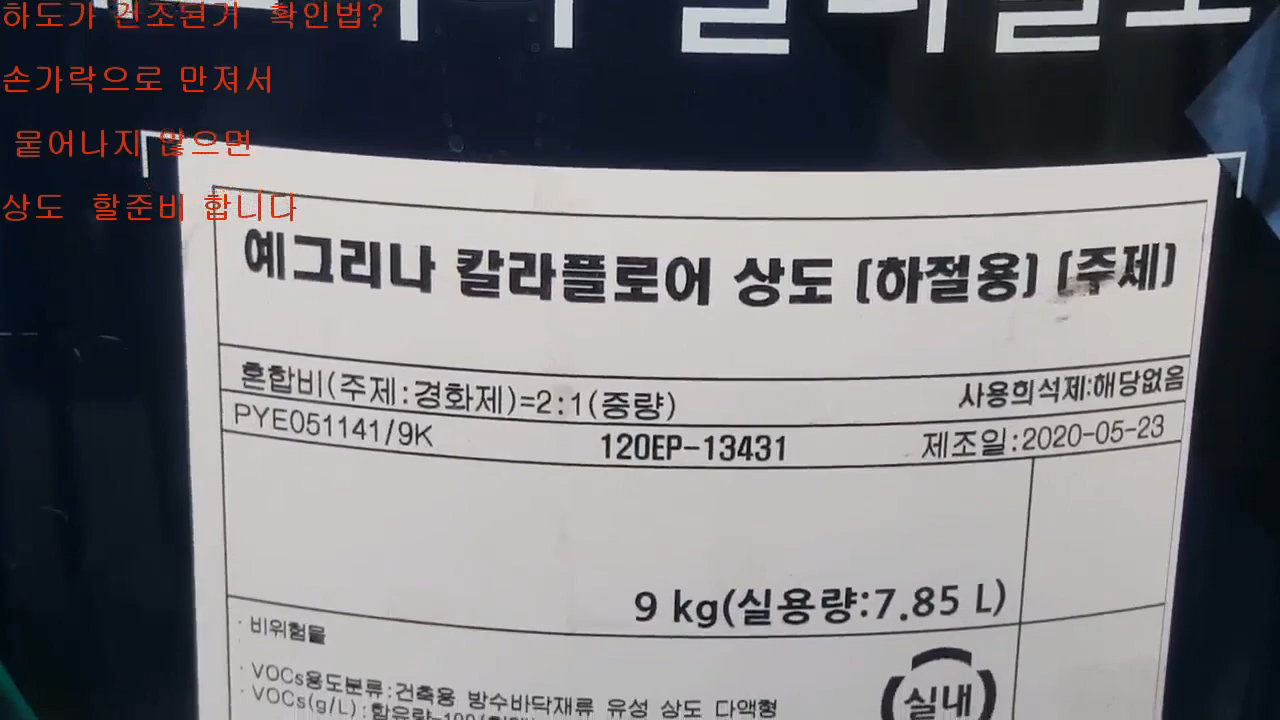 하도가 건조된거 확인법?
손가락으로 만져서
뭍어나지 않으면
상도 할준비 합니다
예그리나 칼라플로어 상도 (하절용) (주제)
혼합비(주제:경화제)=2:1(중량) 사용희석제:해당없음
PYE051141/9K 120EP-13431 제조일:2020-05-23
9 kg(실용량:7.85 L)
· 비위험물
· VOCs용도분류:건축용 방수바닥재류 유성 상도 다액형
· VOCs(g/L):함유량
실내